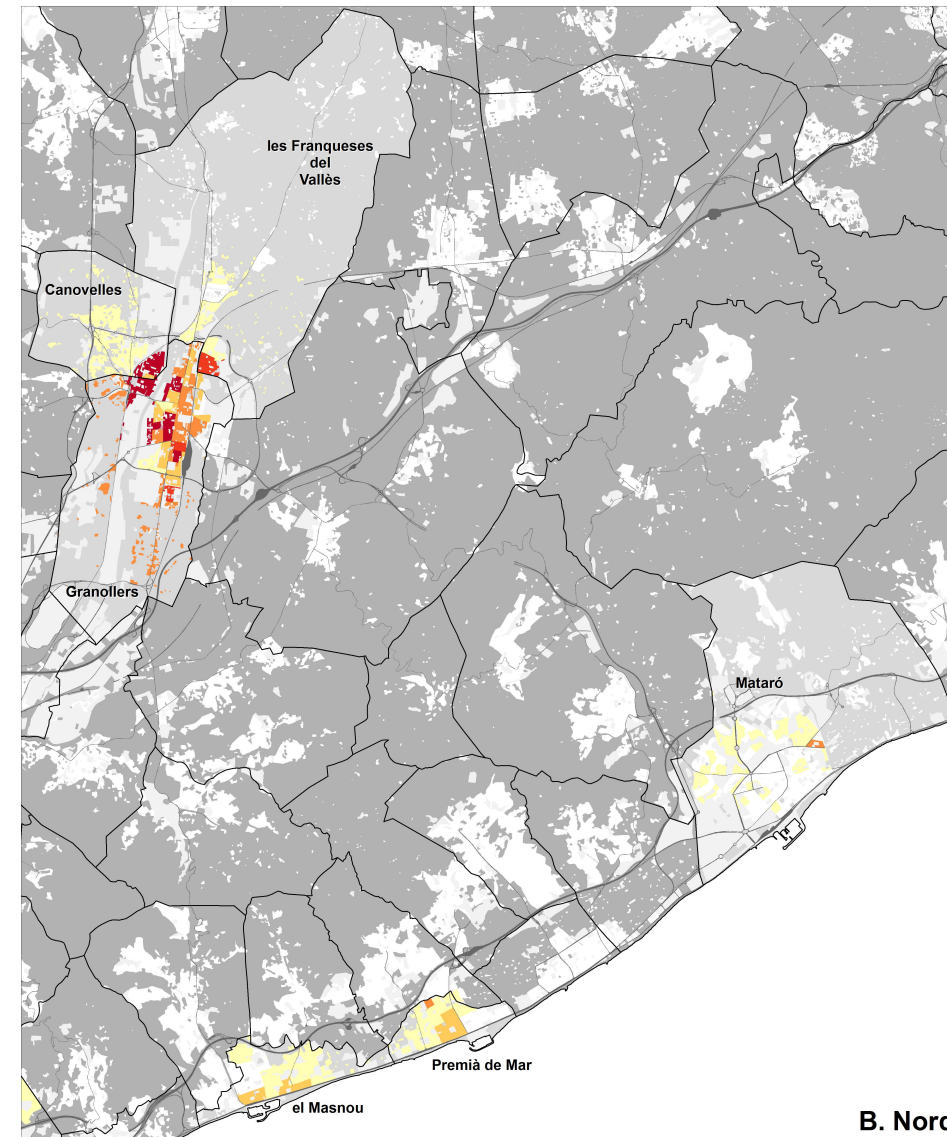 les Franqueses
del
Vallès
Canovelles
Granollers
Mataró
Premià de Mar
el Masnou
B. Nord